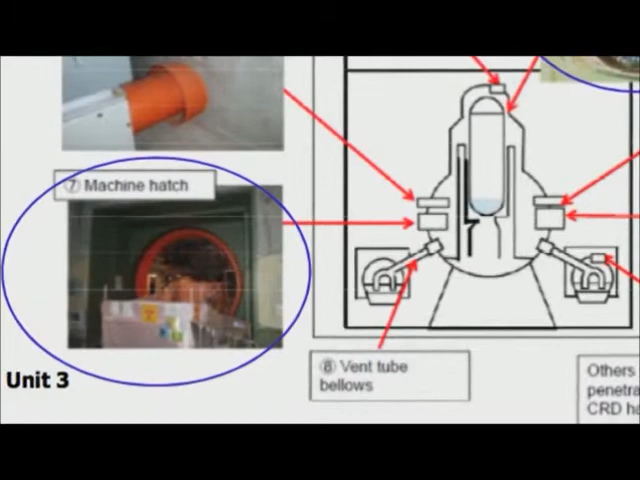 ⑦ Machine hatch
Unit 3
⑧ Vent tube
bellows
Others
CRD